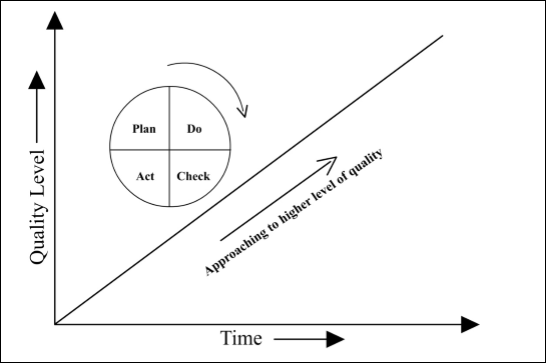 Quality Level
Plan
Do
Act
Check
Approaching to higher level of quality
Time